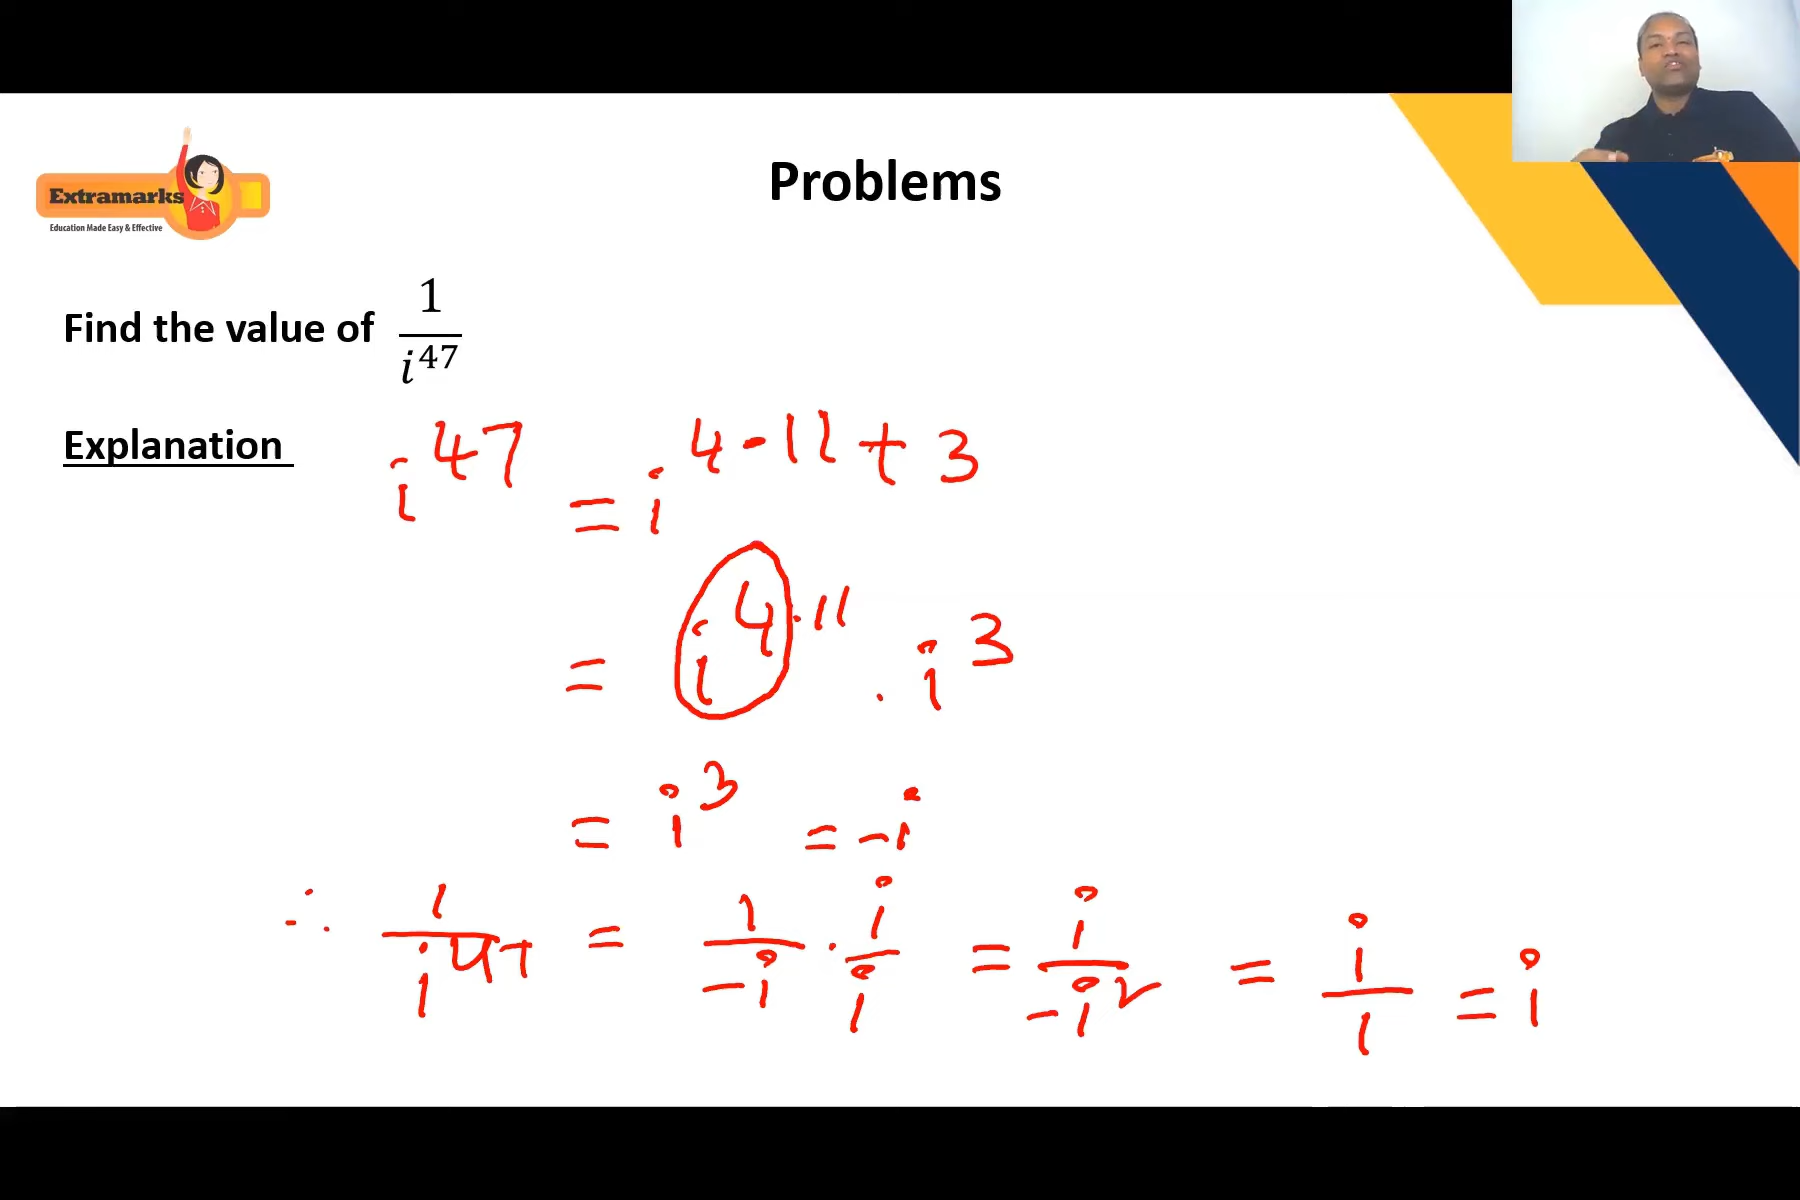 Problems
Extramarks
Education Made Easy & Effective
Find the value of 1/i^47
Explanation
i^47 = i^4·11+3
= i^4·11 · i^3
= i^3 = -i
∴ 1/i^47 = 1/-i · i/i = i/-i^2 = i/1 = i